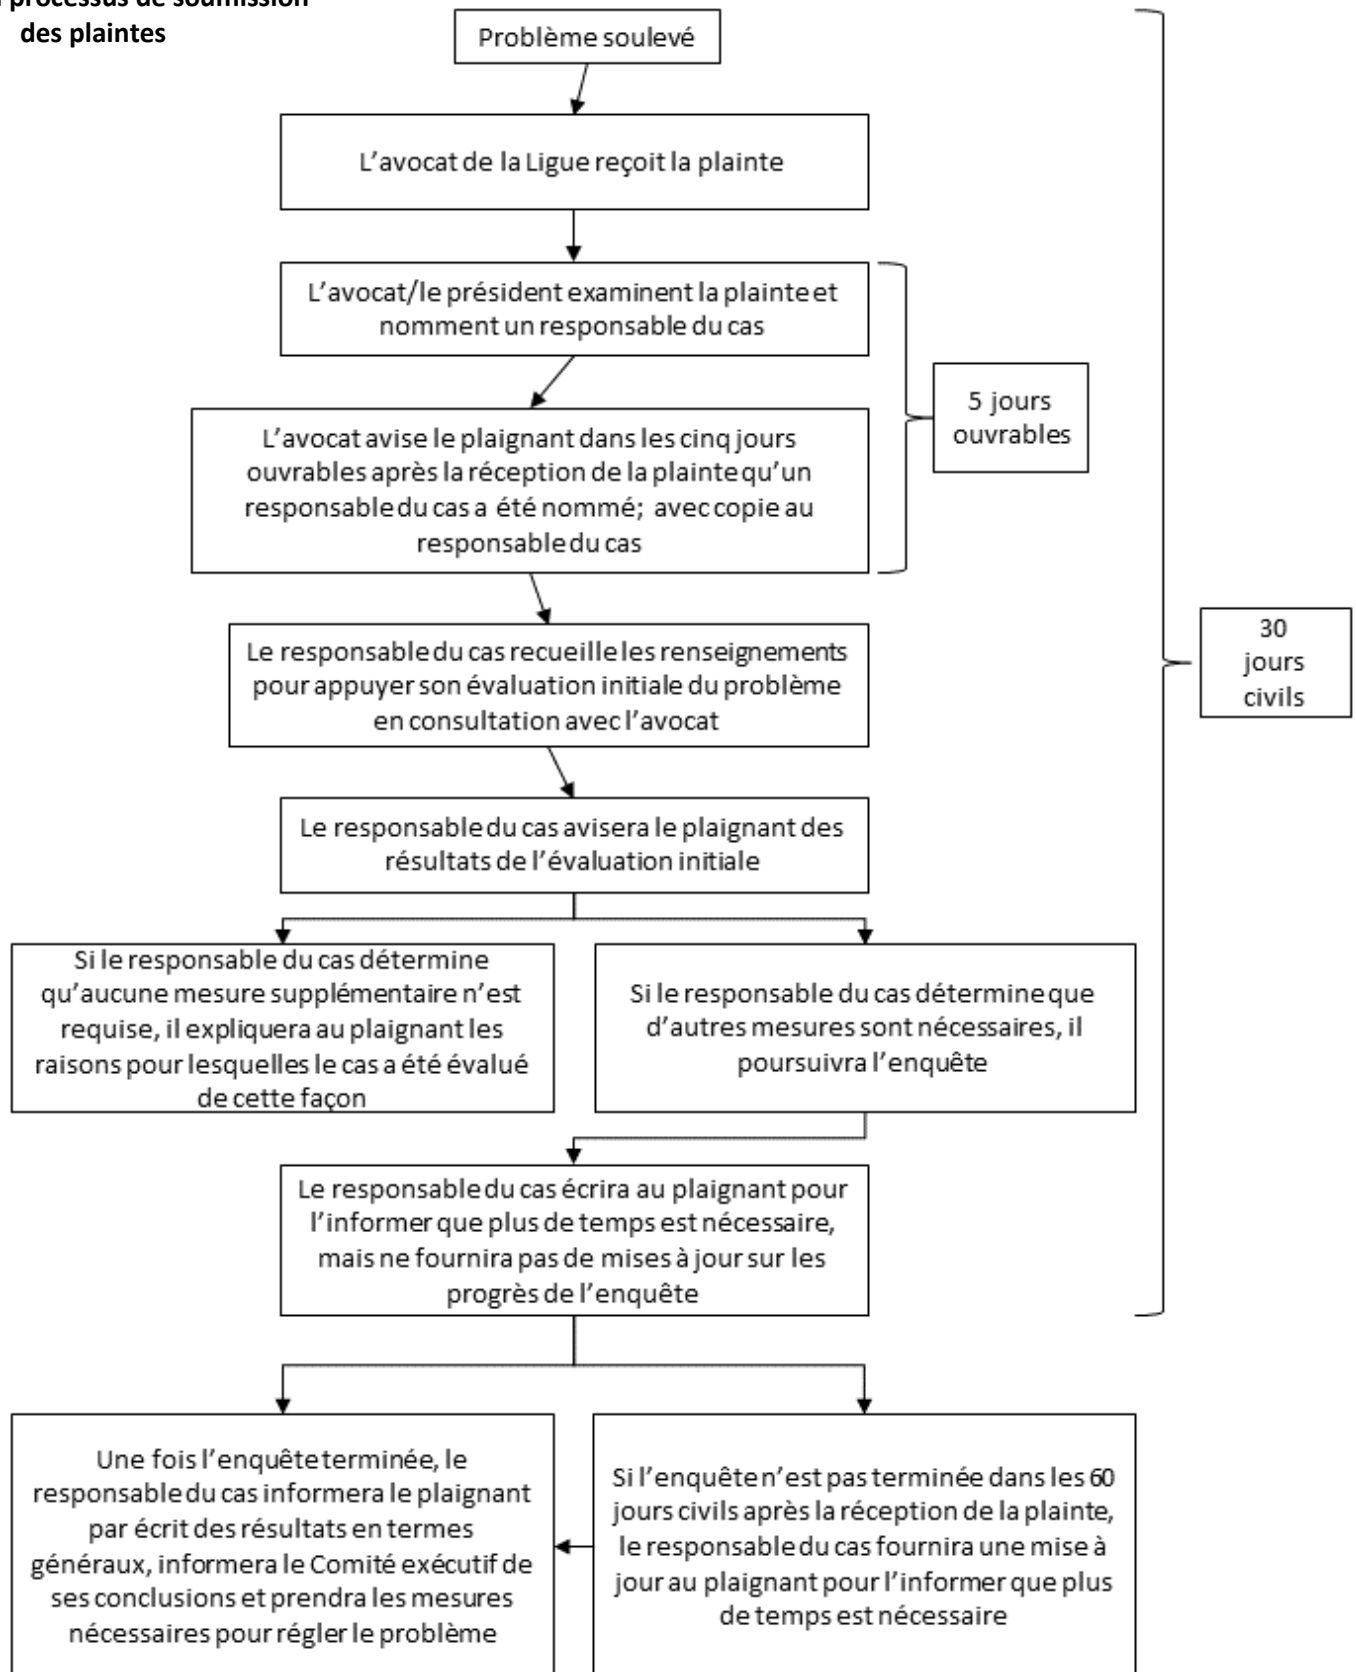 processus de soumission
des plaintes
Problème soulevé
L’avocat de la Ligue reçoit la plainte
L’avocat/le président examinent la plainte et
nomment un responsable du cas
5 jours
ouvrables
L’avocat avise le plaignant dans les cinq jours
ouvrables après la réception de la plainte qu’un
responsable du cas a été nommé; avec copie au
responsable du cas
Le responsable du cas recueille les renseignements
pour appuyer son évaluation initiale du problème
en consultation avec l’avocat
30
jours
civils
Le responsable du cas avisera le plaignant des
résultats de l’évaluation initiale
Si le responsable du cas détermine
qu’aucune mesure supplémentaire n’est
requise, il expliquera au plaignant les
raisons pour lesquelles le cas a été évalué
de cette façon
Si le responsable du cas détermine que
d’autres mesures sont nécessaires, il
poursuivra l’enquête
Le responsable du cas écrira au plaignant pour
l’informer que plus de temps est nécessaire,
mais ne fournira pas de mises à jour sur les
progrès de l’enquête
Une fois l’enquête terminée, le
responsable du cas informera le plaignant
par écrit des résultats en termes
généraux, informera le Comité exécutif de
ses conclusions et prendra les mesures
nécessaires pour régler le problème
Si l’enquête n’est pas terminée dans les 60
jours civils après la réception de la plainte,
le responsable du cas fournira une mise à
jour au plaignant pour l’informer que plus
de temps est nécessaire